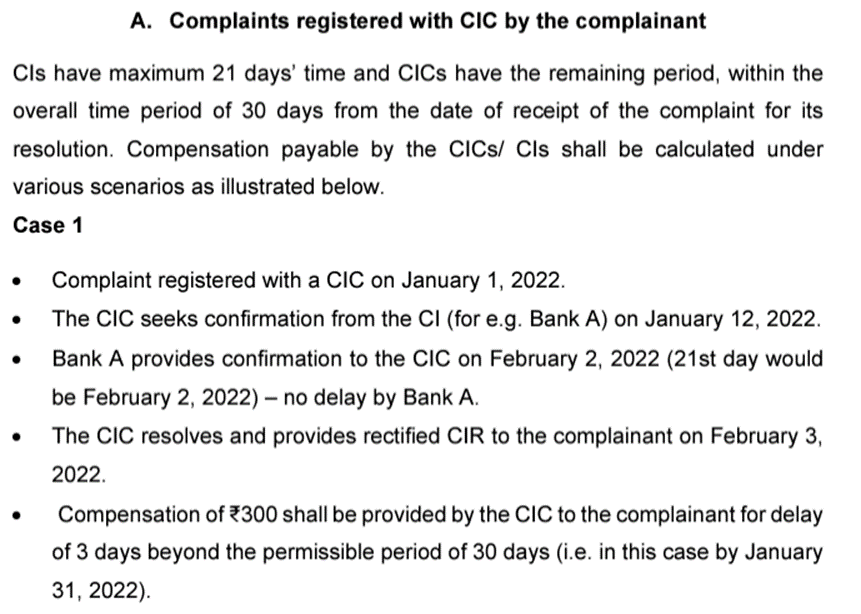 A. Complaints registered with CIC by the complainant
CIs have maximum 21 days' time and CICs have the remaining period, within the
overall time period of 30 days from the date of receipt of the complaint for its
resolution. Compensation payable by the CICs/ CIs shall be calculated under
various scenarios as illustrated below.
Case 1
• Complaint registered with a CIC on January 1, 2022.
• The CIC seeks confirmation from the CI (for e.g. Bank A) on January 12, 2022.
• Bank A provides confirmation to the CIC on February 2, 2022 (21st day would
be February 2, 2022) – no delay by Bank A.
• The CIC resolves and provides rectified CIR to the complainant on February 3,
2022.
• Compensation of ₹300 shall be provided by the CIC to the complainant for delay
of 3 days beyond the permissible period of 30 days (i.e. in this case by January
31, 2022).